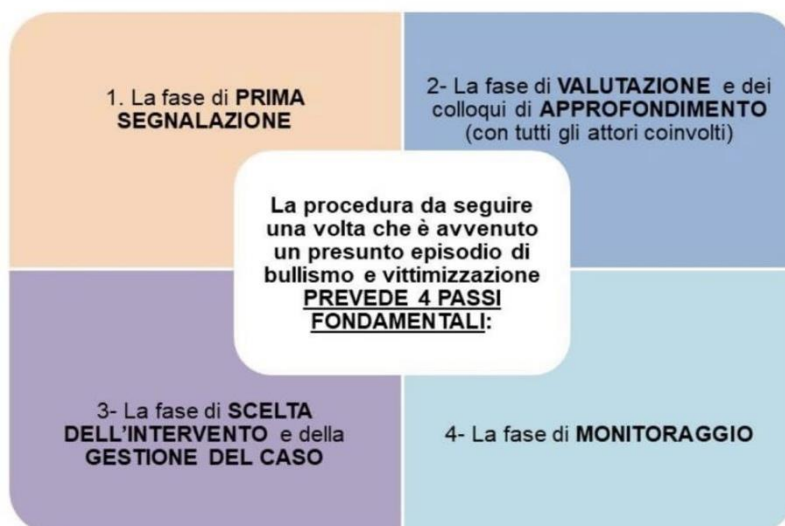 1. La fase di PRIMA
SEGNALAZIONE
2- La fase di VALUTAZIONE e dei
colloqui di APPROFONDIMENTO
(con tutti gli attori coinvolti)
La procedura da seguire
una volta che è avvenuto
un presunto episodio di
bullismo e vittimizzazione
PREVEDE 4 PASSI
FONDAMENTALI:
3- La fase di SCELTA
DELL'INTERVENTO e della
GESTIONE DEL CASO
4- La fase di MONITORAGGIO